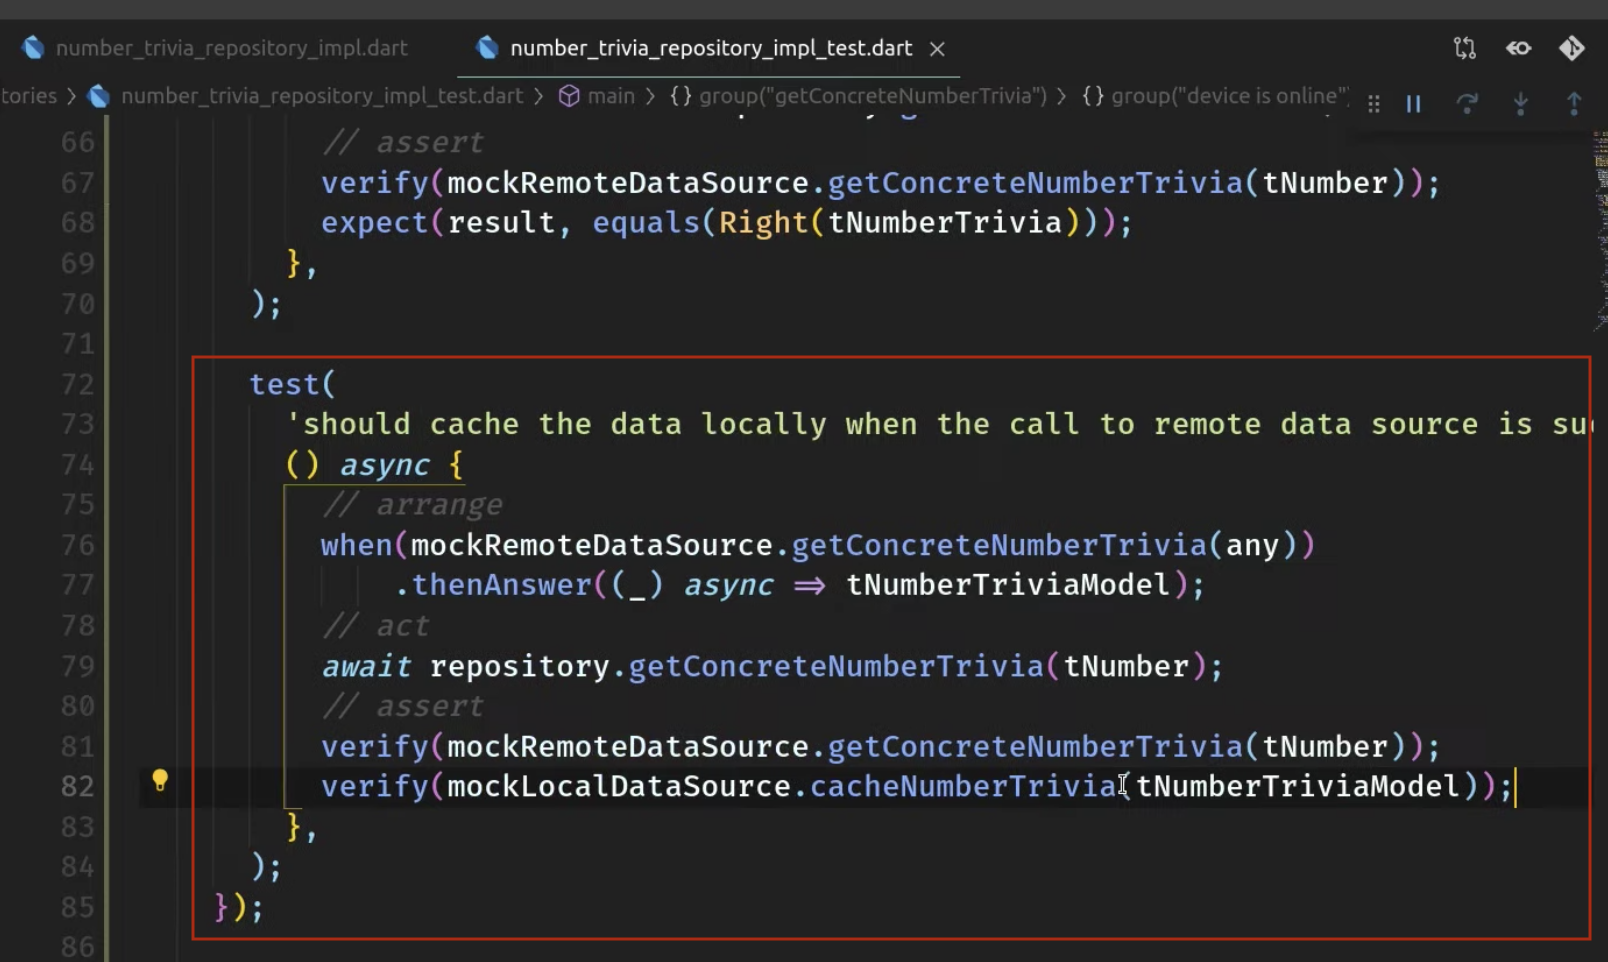 number_trivia_repository_impl.dart
number_trivia_repository_impl_test.dart
tories > number_trivia_repository_impl_test.dart > main > {} group("getConcreteNumberTrivia") > {} group("device is online"
66 // assert
67 verify(mockRemoteDataSource.getConcreteNumberTrivia(tNumber));
68 expect(result, equals(Right(tNumberTrivia)));
69 },
70 );
71
72 test(
73 'should cache the data locally when the call to remote data source is su
74 () async {
75 // arrange
76 when(mockRemoteDataSource.getConcreteNumberTrivia(any))
77 .thenAnswer((_) async => tNumberTriviaModel);
78 // act
79 await repository.getConcreteNumberTrivia(tNumber);
80 // assert
81 verify(mockRemoteDataSource.getConcreteNumberTrivia(tNumber));
82 verify(mockLocalDataSource.cacheNumberTrivia(tNumberTriviaModel));
83 },
84 );
85 });
86